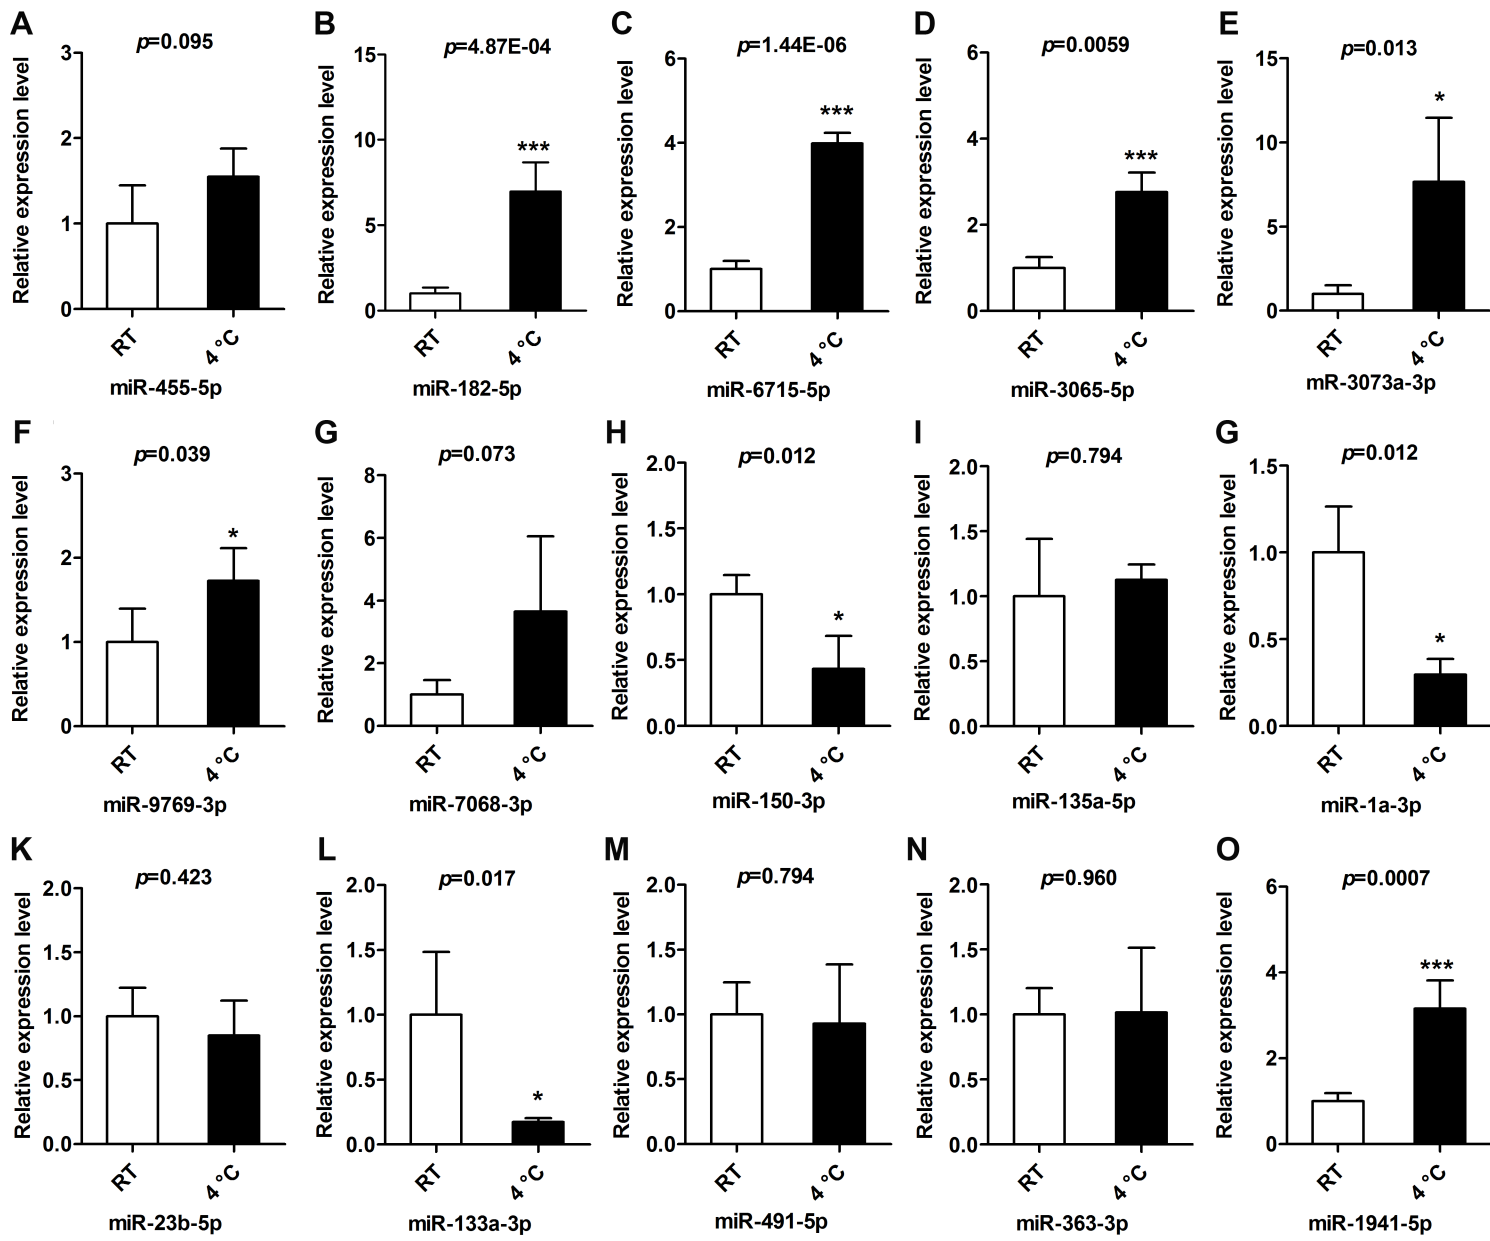 A
p=0.095
Relative expression level
3
2
1
0
RT
4 °C
miR-455-5p
B
p=4.87E-04
Relative expression level
15
10
5
0
***
RT
4 °C
miR-182-5p
C
p=1.44E-06
Relative expression level
6
4
2
0
***
RT
4 °C
miR-6715-5p
D
p=0.0059
Relative expression level
6
4
2
0
***
RT
4 °C
miR-3065-5p
E
p=0.013
Relative expression level
15
10
5
0
*
RT
4 °C
mR-3073a-3p
F
p=0.039
Relative expression level
3
2
1
0
*
RT
4 °C
miR-9769-3p
G
p=0.073
Relative expression level
8
6
4
2
0
RT
4 °C
miR-7068-3p
H
p=0.012
Relative expression level
2.0
1.5
1.0
0.5
0.0
*
RT
4 °C
miR-150-3p
I
p=0.794
Relative expression level
2.0
1.5
1.0
0.5
0.0
RT
4 °C
miR-135a-5p
G
p=0.012
Relative expression level
1.5
1.0
0.5
0.0
*
RT
4 °C
miR-1a-3p
K
p=0.423
Relative expression level
2.0
1.5
1.0
0.5
0.0
RT
4 °C
miR-23b-5p
L
p=0.017
Relative expression level
2.0
1.5
1.0
0.5
0.0
*
RT
4 °C
miR-133a-3p
M
p=0.794
Relative expression level
2.0
1.5
1.0
0.5
0.0
RT
4 °C
miR-491-5p
N
p=0.960
Relative expression level
2.0
1.5
1.0
0.5
0.0
RT
4 °C
miR-363-3p
O
p=0.0007
Relative expression level
6
4
2
0
***
RT
4 °C
miR-1941-5p